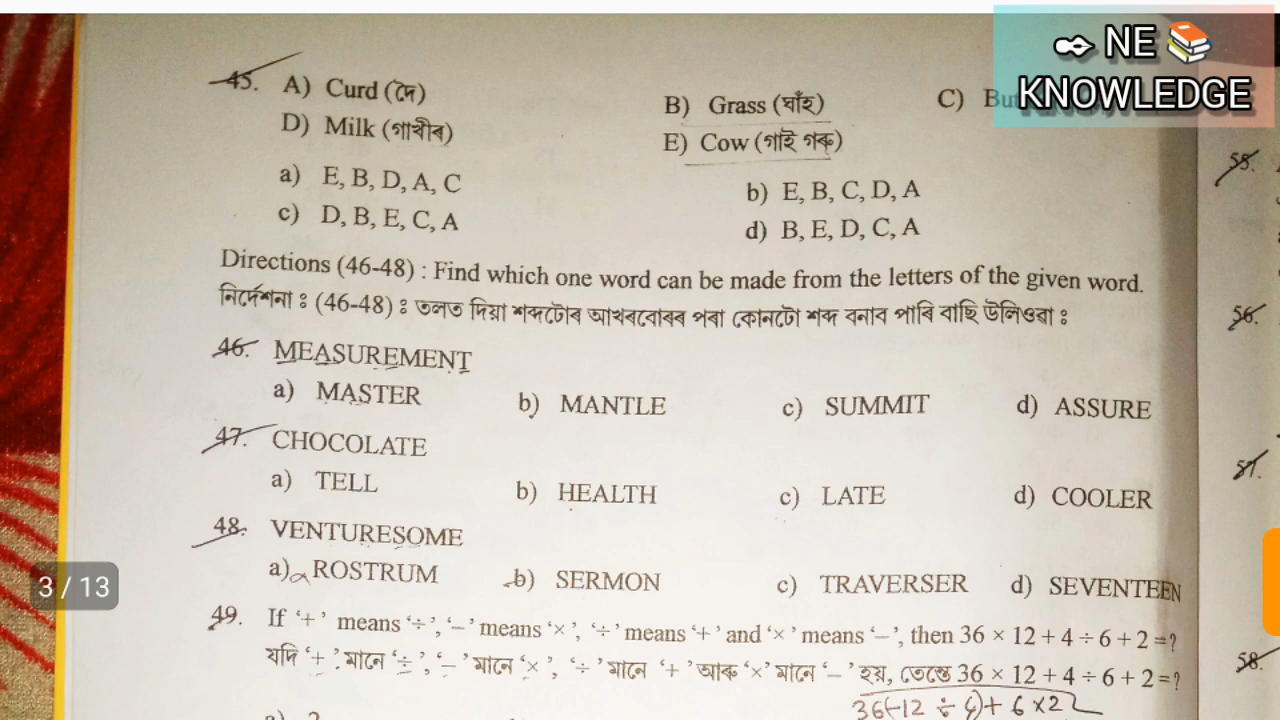 ✒ NE 📚
KNOWLEDGE
45. A) Curd (দৈ) B) Grass (ঘাঁহ) C)
D) Milk (গাখীৰ) E) Cow (গাই গৰু)
a) E, B, D, A, C b) E, B, C, D, A
c) D, B, E, C, A d) B, E, D, C, A
Directions (46-48) : Find which one word can be made from the letters of the given word.
নিৰ্দেশনা ঃ (46-48) ঃ তলত দিয়া শব্দটোৰ আখৰবোৰৰ পৰা কোনটো শব্দ বনাব পাৰি বাছি উলিওৱা ঃ
46. MEASUREMENT
a) MASTER b) MANTLE c) SUMMIT d) ASSURE
47. CHOCOLATE
a) TELL b) HEALTH c) LATE d) COOLER
48. VENTURESOME
a) ROSTRUM b) SERMON c) TRAVERSER d) SEVENTEEN
49. If ‘+’ means ‘÷’, ‘–’ means ‘×’, ‘÷’ means ‘+’ and ‘×’ means ‘–’, then 36 × 12 + 4 ÷ 6 + 2 = ?
যদি ‘+’ মানে ‘÷’, ‘–’ মানে ‘×’, ‘÷’ মানে ‘+’ আৰু ‘×’ মানে ‘–’ হয়, তেন্তে 36 × 12 + 4 ÷ 6 + 2 = ?
55.
56.
57.
58.
3 / 13